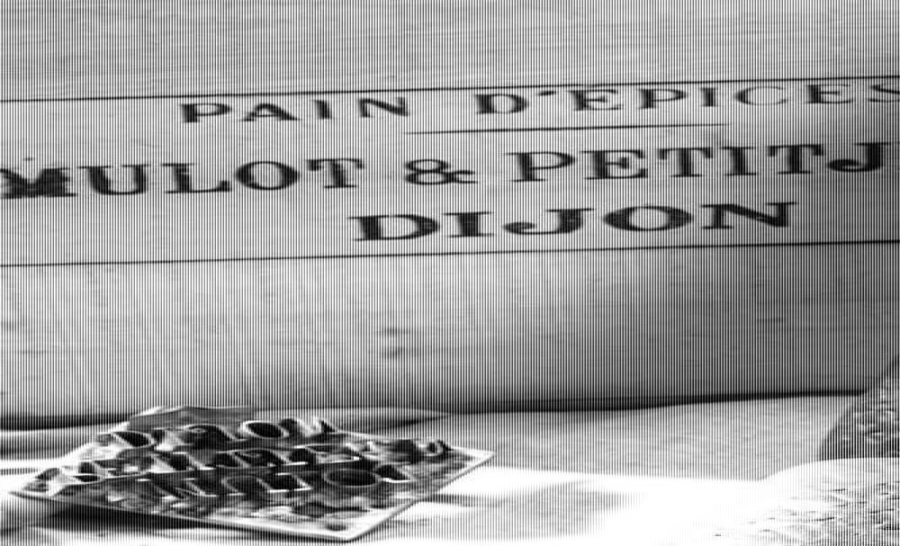 PAIN D'EPICES
MULOT & PETITJ
DIJON